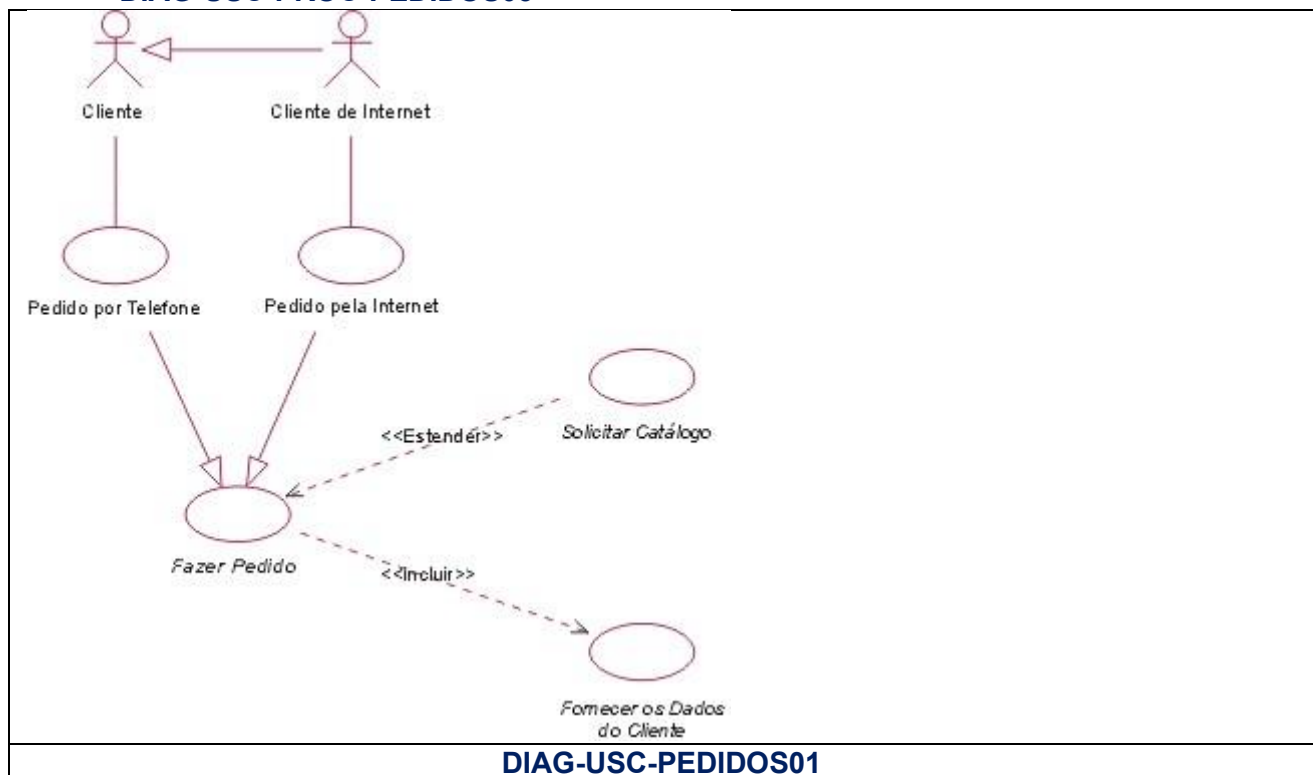 Cliente
Cliente de Internet
Pedido por Telefone
Pedido pela Internet
<<Estender>>
Solicitar Catálogo
Fazer Pedido
<<Incluir>>
Fornecer os Dados
do Cliente
DIAG-USC-PEDIDOS01